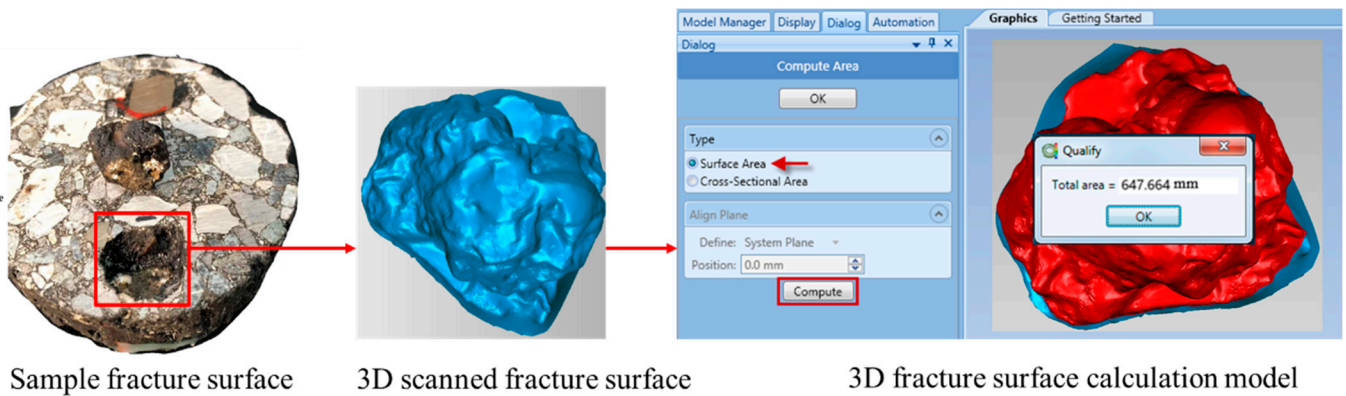 Model Manager Display Dialog Automation
Dialog
Compute Area
OK
Type
Surface Area
Cross-Sectional Area
Align Plane
Define: System Plane
Position: 0.0 mm
Compute
Graphics Getting Started
Qualify
Total area = 647.664 mm
OK
Sample fracture surface
3D scanned fracture surface
3D fracture surface calculation model